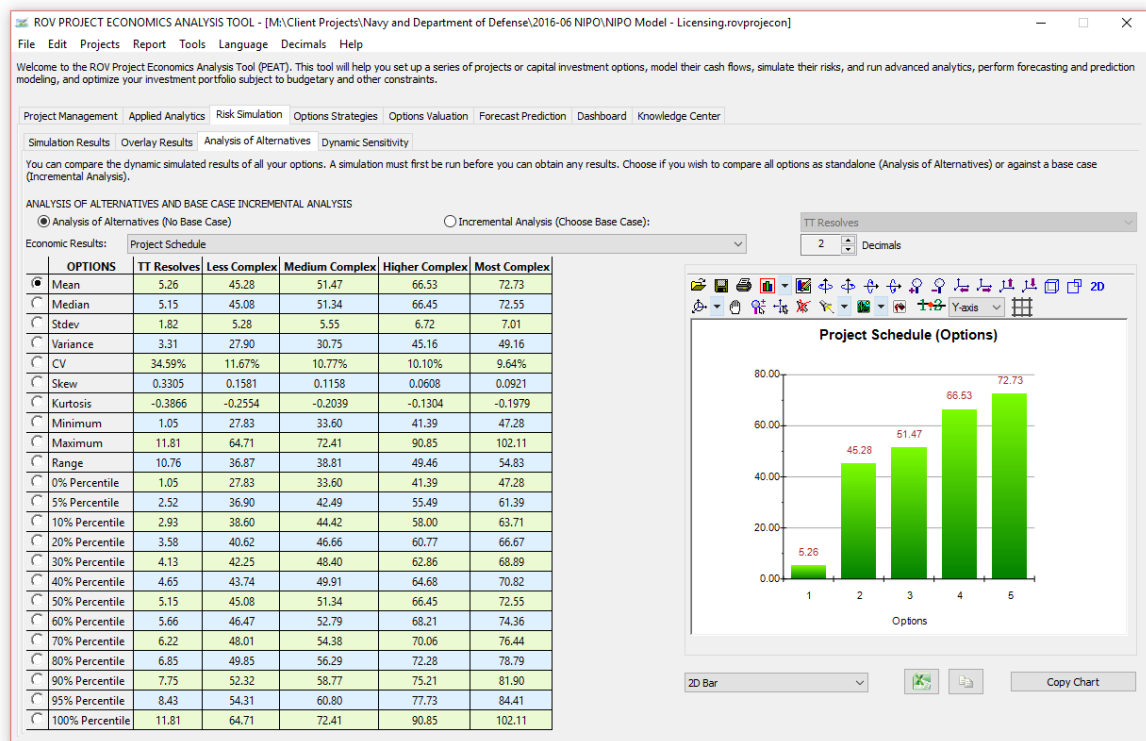 ROV PROJECT ECONOMICS ANALYSIS TOOL - [M:\Client Projects\Navy and Department of Defense\2016-06 NIPO\NIPO Model - Licensing.rovprojecon]
File Edit Projects Report Tools Language Decimals Help
Welcome to the ROV Project Economics Analysis Tool (PEAT). This tool will help you set up a series of projects or capital investment options, model their cash flows, simulate their risks, and run advanced analytics, perform forecasting and prediction
modeling, and optimize your investment portfolio subject to budgetary and other constraints.
Project Management Applied Analytics Risk Simulation Options Strategies Options Valuation Forecast Prediction Dashboard Knowledge Center
Simulation Results Overlay Results Analysis of Alternatives Dynamic Sensitivity
You can compare the dynamic simulated results of all your options. A simulation must first be run before you can obtain any results. Choose if you wish to compare all options as standalone (Analysis of Alternatives) or against a base case
(Incremental Analysis).
ANALYSIS OF ALTERNATIVES AND BASE CASE INCREMENTAL ANALYSIS
Analysis of Alternatives (No Base Case) Incremental Analysis (Choose Base Case): TT Resolves
Economic Results: Project Schedule 2 Decimals
OPTIONS TT Resolves Less Complex Medium Complex Higher Complex Most Complex
Mean 5.26 45.28 51.47 66.53 72.73
Median 5.15 45.08 51.34 66.45 72.55
Stdev 1.82 5.28 5.55 6.72 7.01
Variance 3.31 27.90 30.75 45.16 49.16
CV 34.59% 11.67% 10.77% 10.10% 9.64%
Skew 0.3305 0.1581 0.1158 0.0608 0.0921
Kurtosis -0.3866 -0.2554 -0.2039 -0.1304 -0.1979
Minimum 1.05 27.83 33.60 41.39 47.28
Maximum 11.81 64.71 72.41 90.85 102.11
Range 10.76 36.87 38.81 49.46 54.83
0% Percentile 1.05 27.83 33.60 41.39 47.28
5% Percentile 2.52 36.90 42.49 55.49 61.39
10% Percentile 2.93 38.60 44.42 58.00 63.71
20% Percentile 3.58 40.62 46.66 60.77 66.67
30% Percentile 4.13 42.25 48.40 62.86 68.89
40% Percentile 4.65 43.74 49.91 64.68 70.82
50% Percentile 5.15 45.08 51.34 66.45 72.55
60% Percentile 5.66 46.47 52.79 68.21 74.36
70% Percentile 6.22 48.01 54.38 70.06 76.44
80% Percentile 6.85 49.85 56.29 72.28 78.79
90% Percentile 7.75 52.32 58.77 75.21 81.90
95% Percentile 8.43 54.31 60.80 77.73 84.41
100% Percentile 11.81 64.71 72.41 90.85 102.11
2D
Y-axis
Project Schedule (Options)
80.00
60.00
40.00
20.00
0.00
5.26
45.28
51.47
66.53
72.73
1 2 3 4 5
Options
2D Bar
Copy Chart